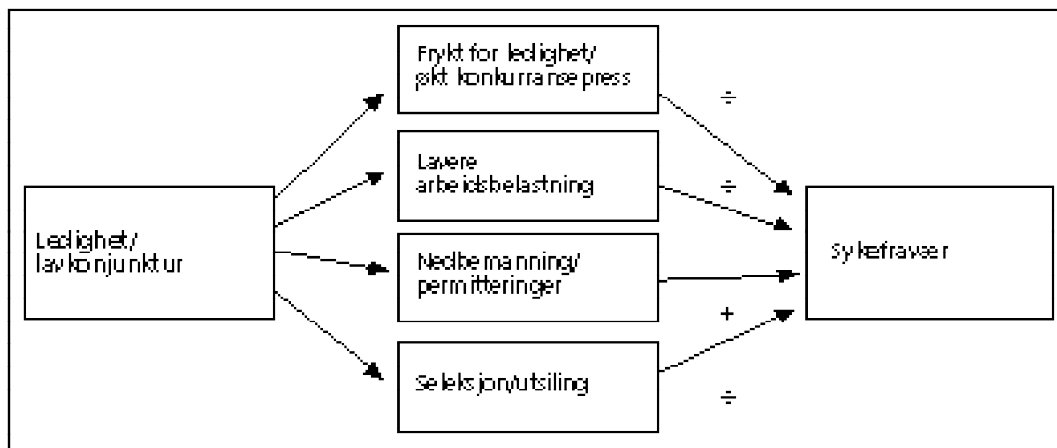 Frykt for ledighet/
økt konkurransepress
÷
Lavere
arbeidsbelastning
÷
Ledighet/
lavkonjunktur
Sykefravær
Nedbemanning/
permitteringer
+
Seleksjon/utsiling
÷